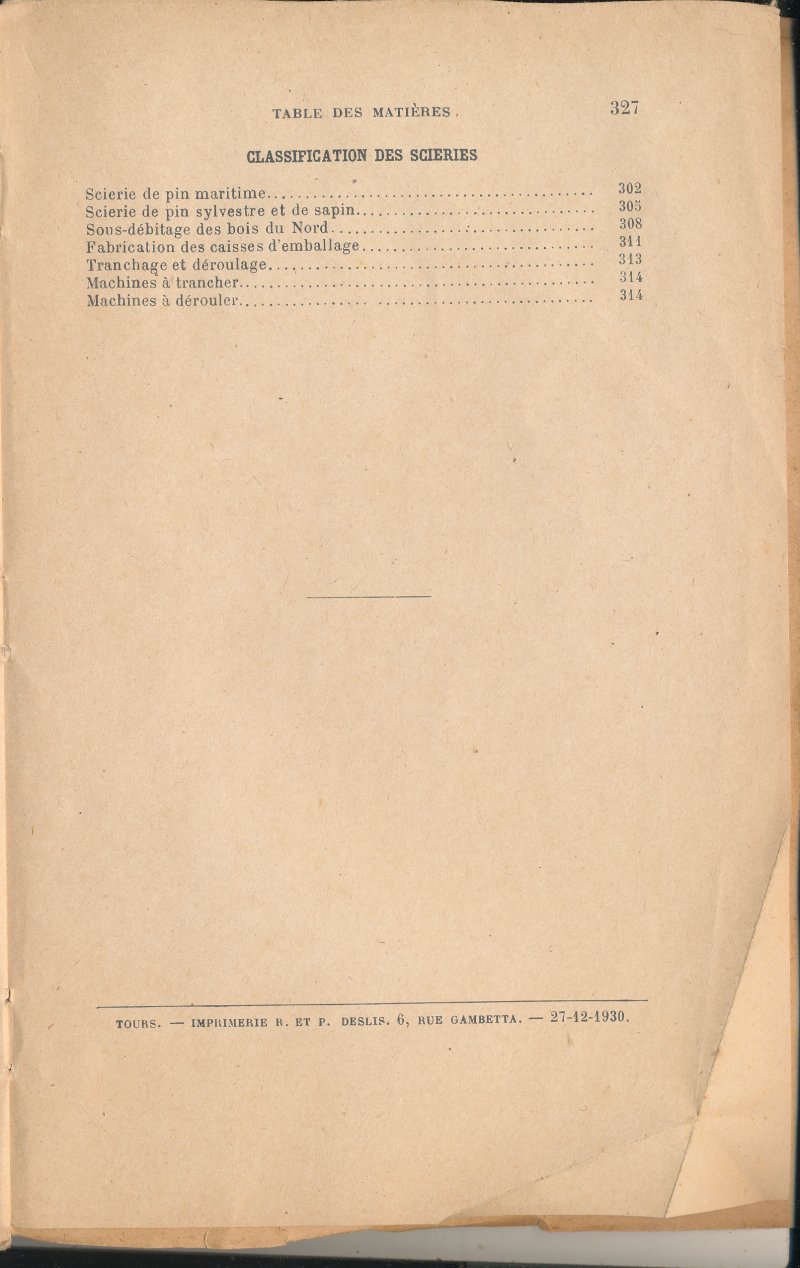 TABLE DES MATIÈRES. 327
CLASSIFICATION DES SCIERIES
Scierie de pin maritime........................................ 302
Scierie de pin sylvestre et de sapin............................ 305
Sous-débitage des bois du Nord................................ 308
Fabrication des caisses d'emballage........................... 311
Tranchage et déroulage........................................ 313
Machines à trancher........................................... 314
Machines à dérouler........................................... 314
TOURS. — IMPRIMERIE R. ET P. DESLIS. 6, RUE GAMBETTA. — 27-12-1930.